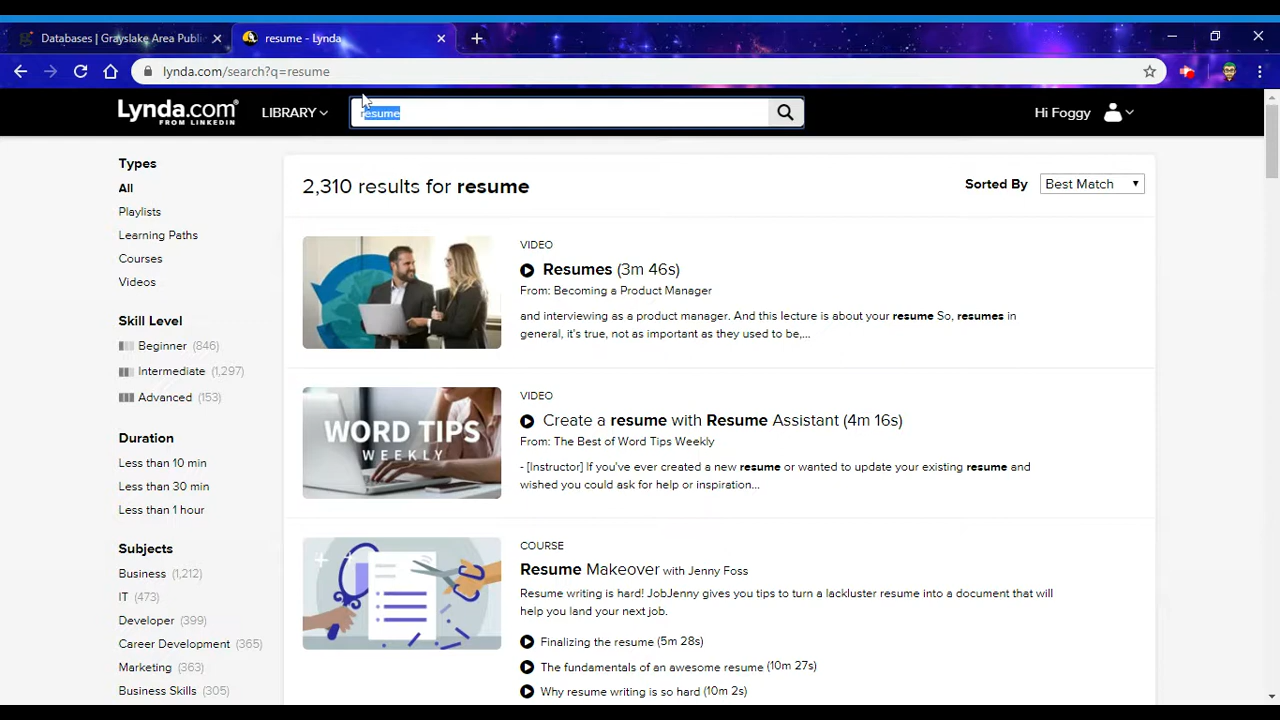 Databases | Grayslake Area Publi
resume - Lynda
lynda.com/search?q=resume
Lynda.com
FROM LINKEDIN
LIBRARY
resume
Hi Foggy
Types
All
Playlists
Learning Paths
Courses
Videos
Skill Level
Beginner (846)
Intermediate (1,297)
Advanced (153)
Duration
Less than 10 min
Less than 30 min
Less than 1 hour
Subjects
Business (1,212)
IT (473)
Developer (399)
Career Development (365)
Marketing (363)
Business Skills (305)
2,310 results for resume
Sorted By Best Match
VIDEO
Resumes (3m 46s)
From: Becoming a Product Manager
and interviewing as a product manager. And this lecture is about your resume So, resumes in
general, it's true, not as important as they used to be,...
WORD TIPS
WEEKLY
VIDEO
Create a resume with Resume Assistant (4m 16s)
From: The Best of Word Tips Weekly
- [Instructor] If you've ever created a new resume or wanted to update your existing resume and
wished you could ask for help or inspiration...
COURSE
Resume Makeover with Jenny Foss
Resume writing is hard! JobJenny gives you tips to turn a lackluster resume into a document that will
help you land your next job.
Finalizing the resume (5m 28s)
The fundamentals of an awesome resume (10m 27s)
Why resume writing is so hard (10m 2s)